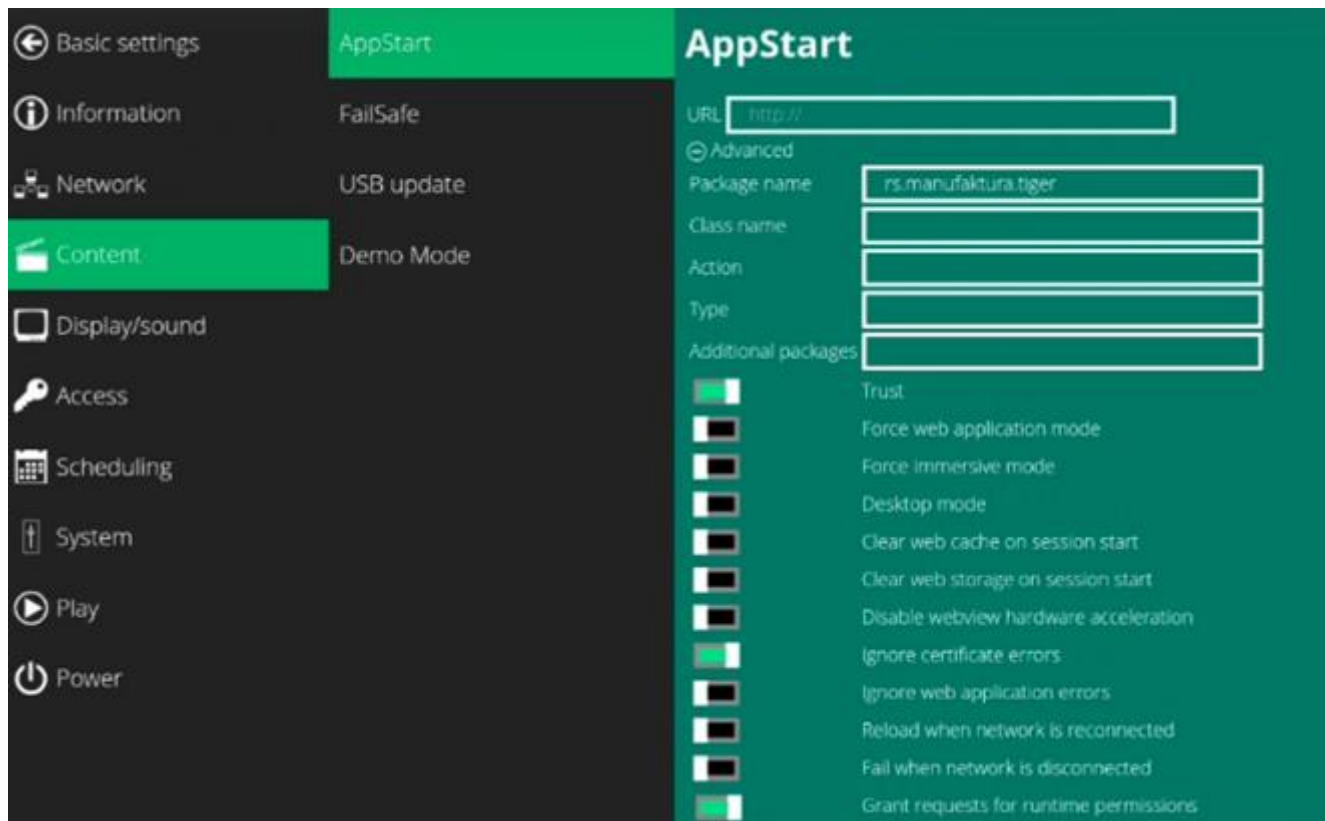 Basic settings
Information
Network
Content
Display/sound
Access
Scheduling
System
Play
Power
AppStart
FailSafe
USB update
Demo Mode
AppStart
URL http://
Advanced
Package name rs.manufaktura.tiger
Class name
Action
Type
Additional packages
Trust
Force web application mode
Force immersive mode
Desktop mode
Clear web cache on session start
Clear web storage on session start
Disable webview hardware acceleration
Ignore certificate errors
Ignore web application errors
Reload when network is reconnected
Fail when network is disconnected
Grant requests for runtime permissions